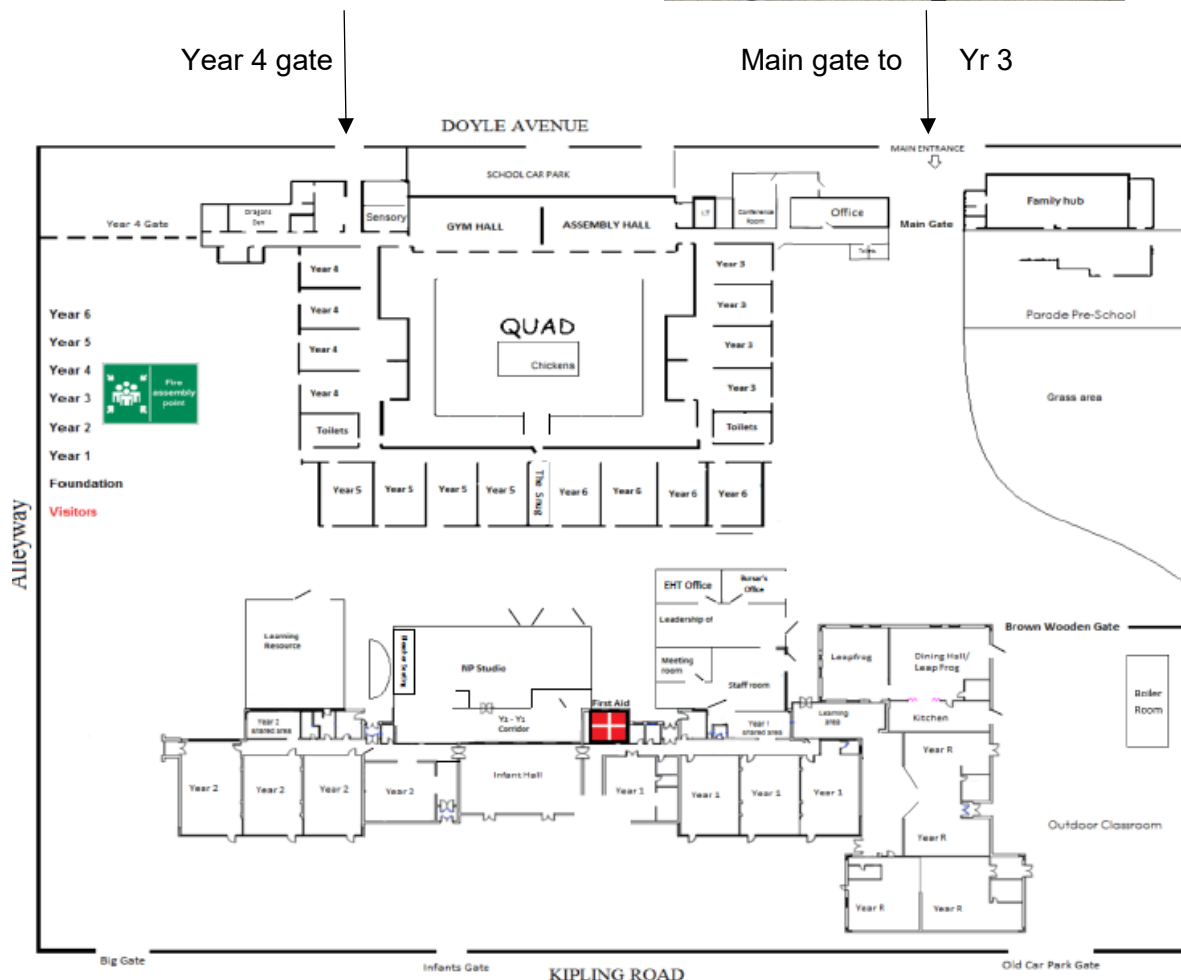 Year 4 gate
Main gate to Yr 3
DOYLE AVENUE
MAIN ENTRANCE
SCHOOL CAR PARK
Family hub
Dragons
Den
Sensory
GYM HALL
ASSEMBLY HALL
Conference
Room
Office
Year 4 Gate
Main Gate
Toilets
Year 4
Year 3
Year 4
Year 3
Year 4
Year 3
Year 4
Year 3
Toilets
Toilets
QUAD
Chickens
Parade Pre-School
Grass area
Year 6
Year 5
Year 4
Year 3
Year 2
Year 1
Foundation
Visitors
Fire
assembly
point
Alleyway
Year 5
Year 5
Year 5
Year 5
The Snug
Year 6
Year 6
Year 6
Year 6
EHT Office
Bursar's
Office
Leadership of
Learning
Resource
NP Studio
Meeting
room
Staff room
Leapfrog
Dining Hall/
Leap Frog
Brown Wooden Gate
Boiler
Room
First Aid
Year 2
shared area
Corridor
Year 1
shared area
Learning
area
Kitchen
Year R
Year 2
Year 2
Year 2
Year 2
Infant Hall
Year 1
Year 1
Year 1
Year 1
Year R
Outdoor Classroom
Year R
Year R
Big Gate
Infants Gate
KIPLING ROAD
Old Car Park Gate